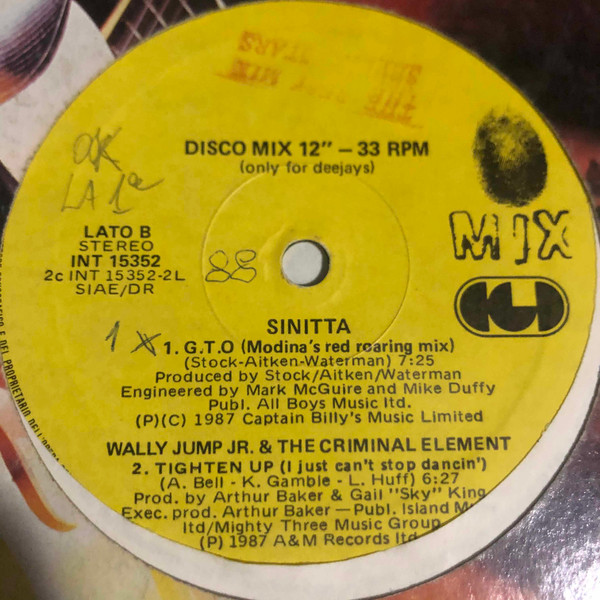 DISCO MIX 12" — 33 RPM
(only for deejays)
OK
LA 1a
LATO B
STEREO
INT 15352
2c INT 15352-2L
SIAE/DR
88
MIX
CGD
SINITTA
1 x
1. G.T.O (Modina's red roaring mix)
(Stock-Aitken-Waterman) 7:25
Produced by Stock/Aitken/Waterman
Engineered by Mark McGuire and Mike Duffy
Publ. All Boys Music ltd.
(P)(C) 1987 Captain Billy's Music Limited
WALLY JUMP JR. & THE CRIMINAL ELEMENT
2. TIGHTEN UP (I just can't stop dancin')
(A. Bell - K. Gamble - L. Huff) 6:27
Prod. by Arthur Baker & Gail "Sky" King
Exec. prod. Arthur Baker — Publ. Island
ltd/Mighty Three Music Group
(P) 1987 A&M Records ltd
E DEL PROPRIETARIO